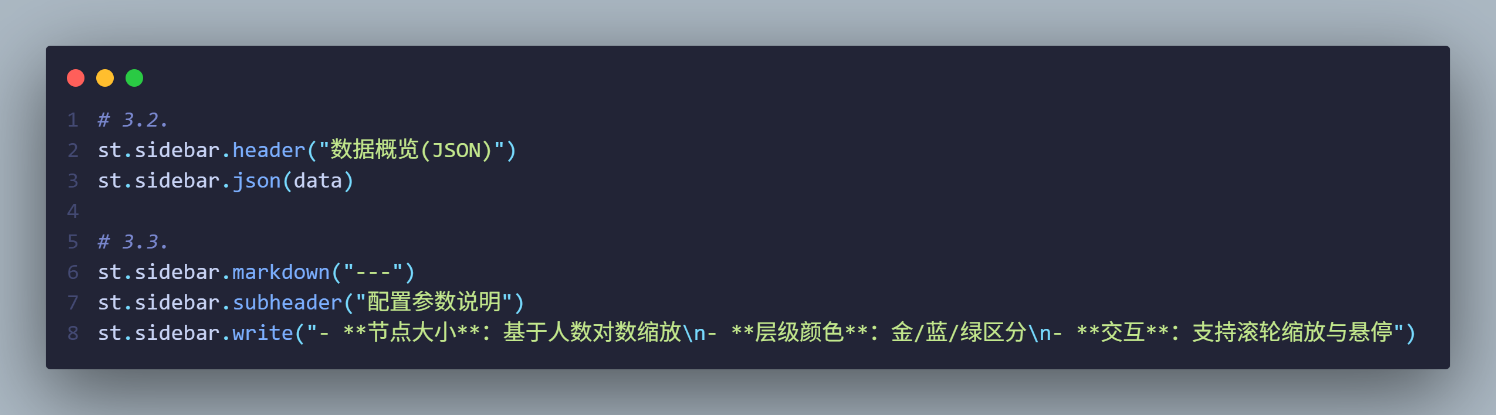 1 # 3.2.
2 st.sidebar.header("数据概览(JSON)")
3 st.sidebar.json(data)
4
5 # 3.3.
6 st.sidebar.markdown("---")
7 st.sidebar.subheader("配置参数说明")
8 st.sidebar.write("- **节点大小**：基于人数对数缩放\n- **层级颜色**：金/蓝/绿区分\n- **交互**：支持滚轮缩放与悬停")